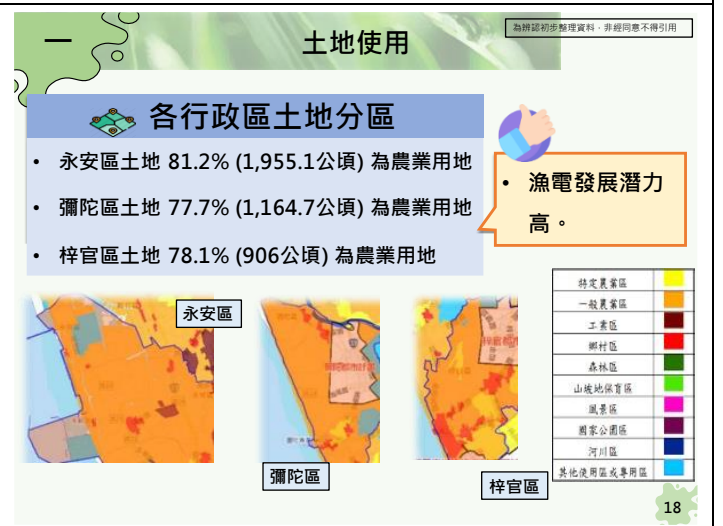 一
土地使用
為辨認初步整理資料，非經同意不得引用
各行政區土地分區
• 永安區土地 81.2% (1,955.1公頃) 為農業用地
• 彌陀區土地 77.7% (1,164.7公頃) 為農業用地
• 梓官區土地 78.1% (906公頃) 為農業用地
• 漁電發展潛力
高。
永安區
彌陀區
梓官區
特定農業區
一般農業區
工業區
鄉村區
森林區
山坡地保育區
風景區
國家公園區
河川區
其他使用區或專用區
18